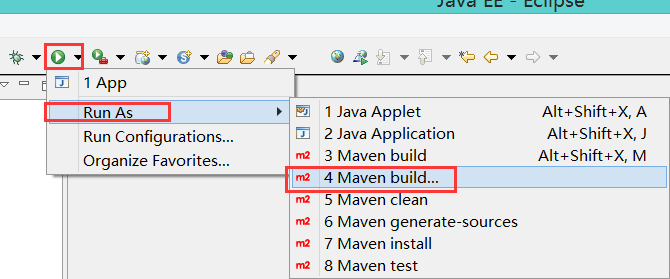 Java EE - Eclipse
1 App
Run As
Run Configurations...
Organize Favorites...
1 Java Applet Alt+Shift+X, A
2 Java Application Alt+Shift+X, J
m2 3 Maven build Alt+Shift+X, M
m2 4 Maven build...
m2 5 Maven clean
m2 6 Maven generate-sources
m2 7 Maven install
m2 8 Maven test